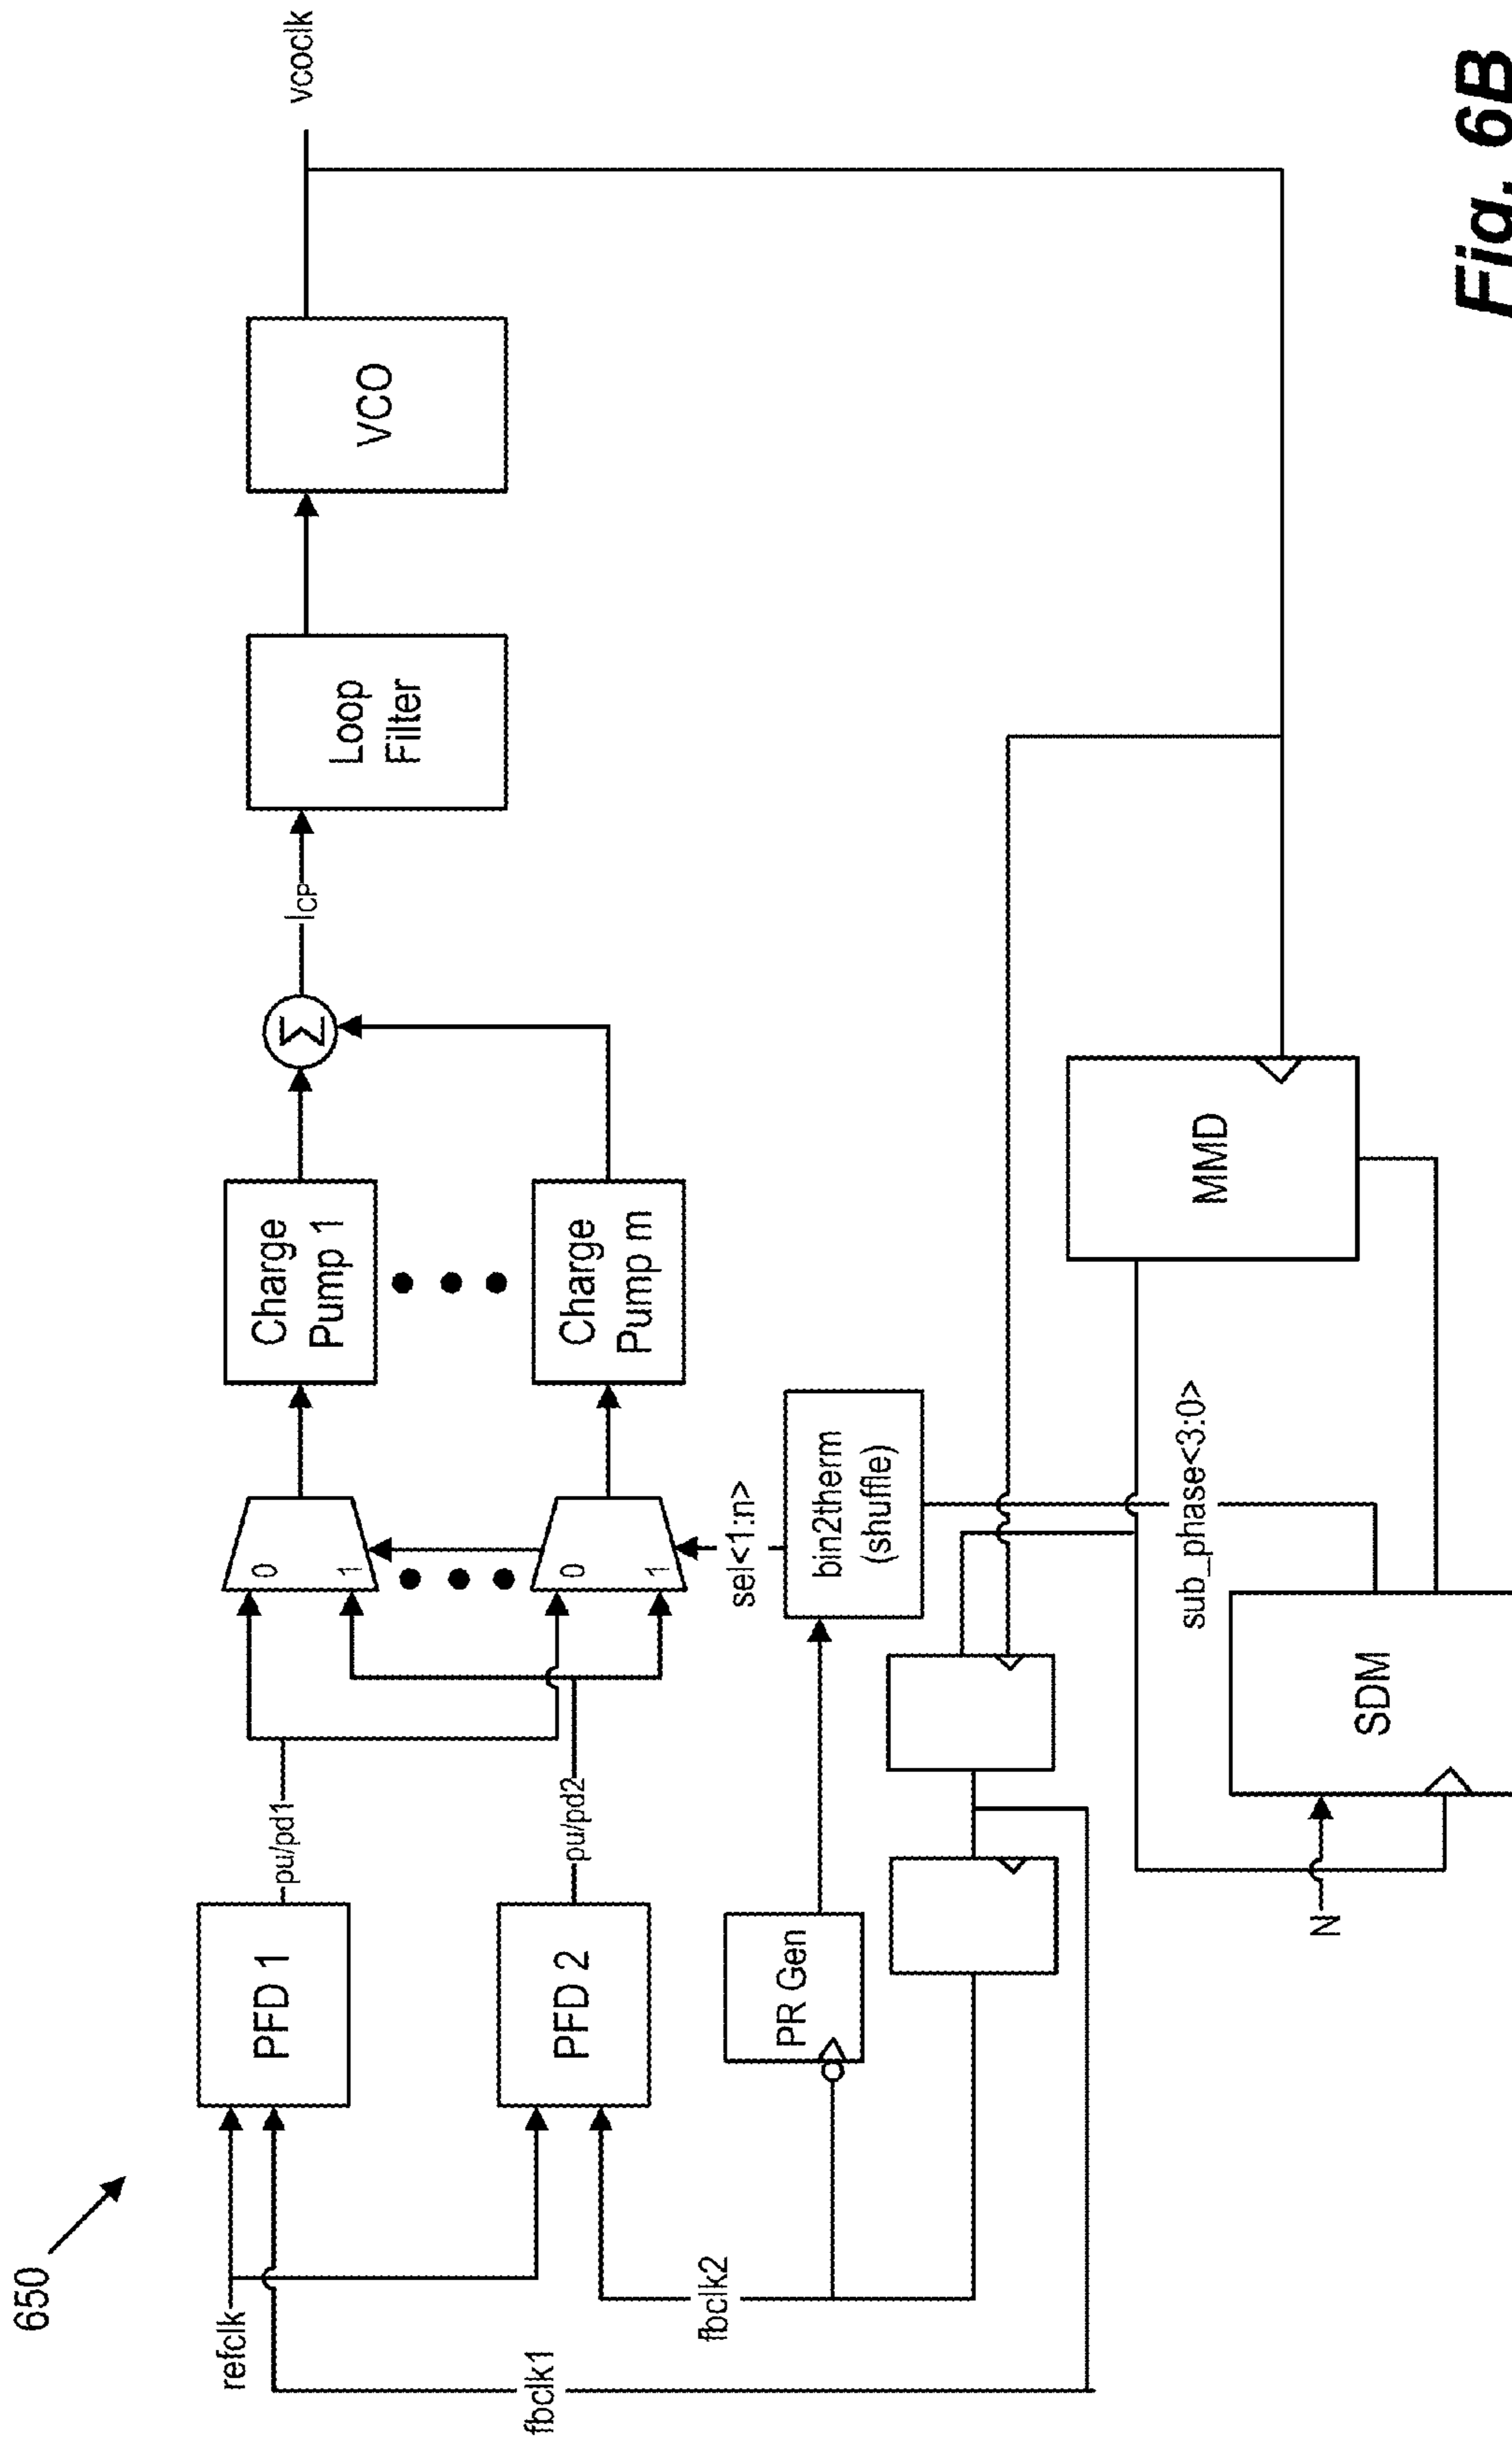 650
refclk
fbclk1
fbclk2
PFD 1
PFD 2
pu/pd1
pu/pd2
PR Gen
0
1
0
1
sel<1:n>
bin2therm
(shuffle)
Charge
Pump 1
Charge
Pump m
Σ
ICP
Loop
Filter
VCO
vcoclk
N
SDM
sub_phase<3:0>
MMD
Fig. 6B